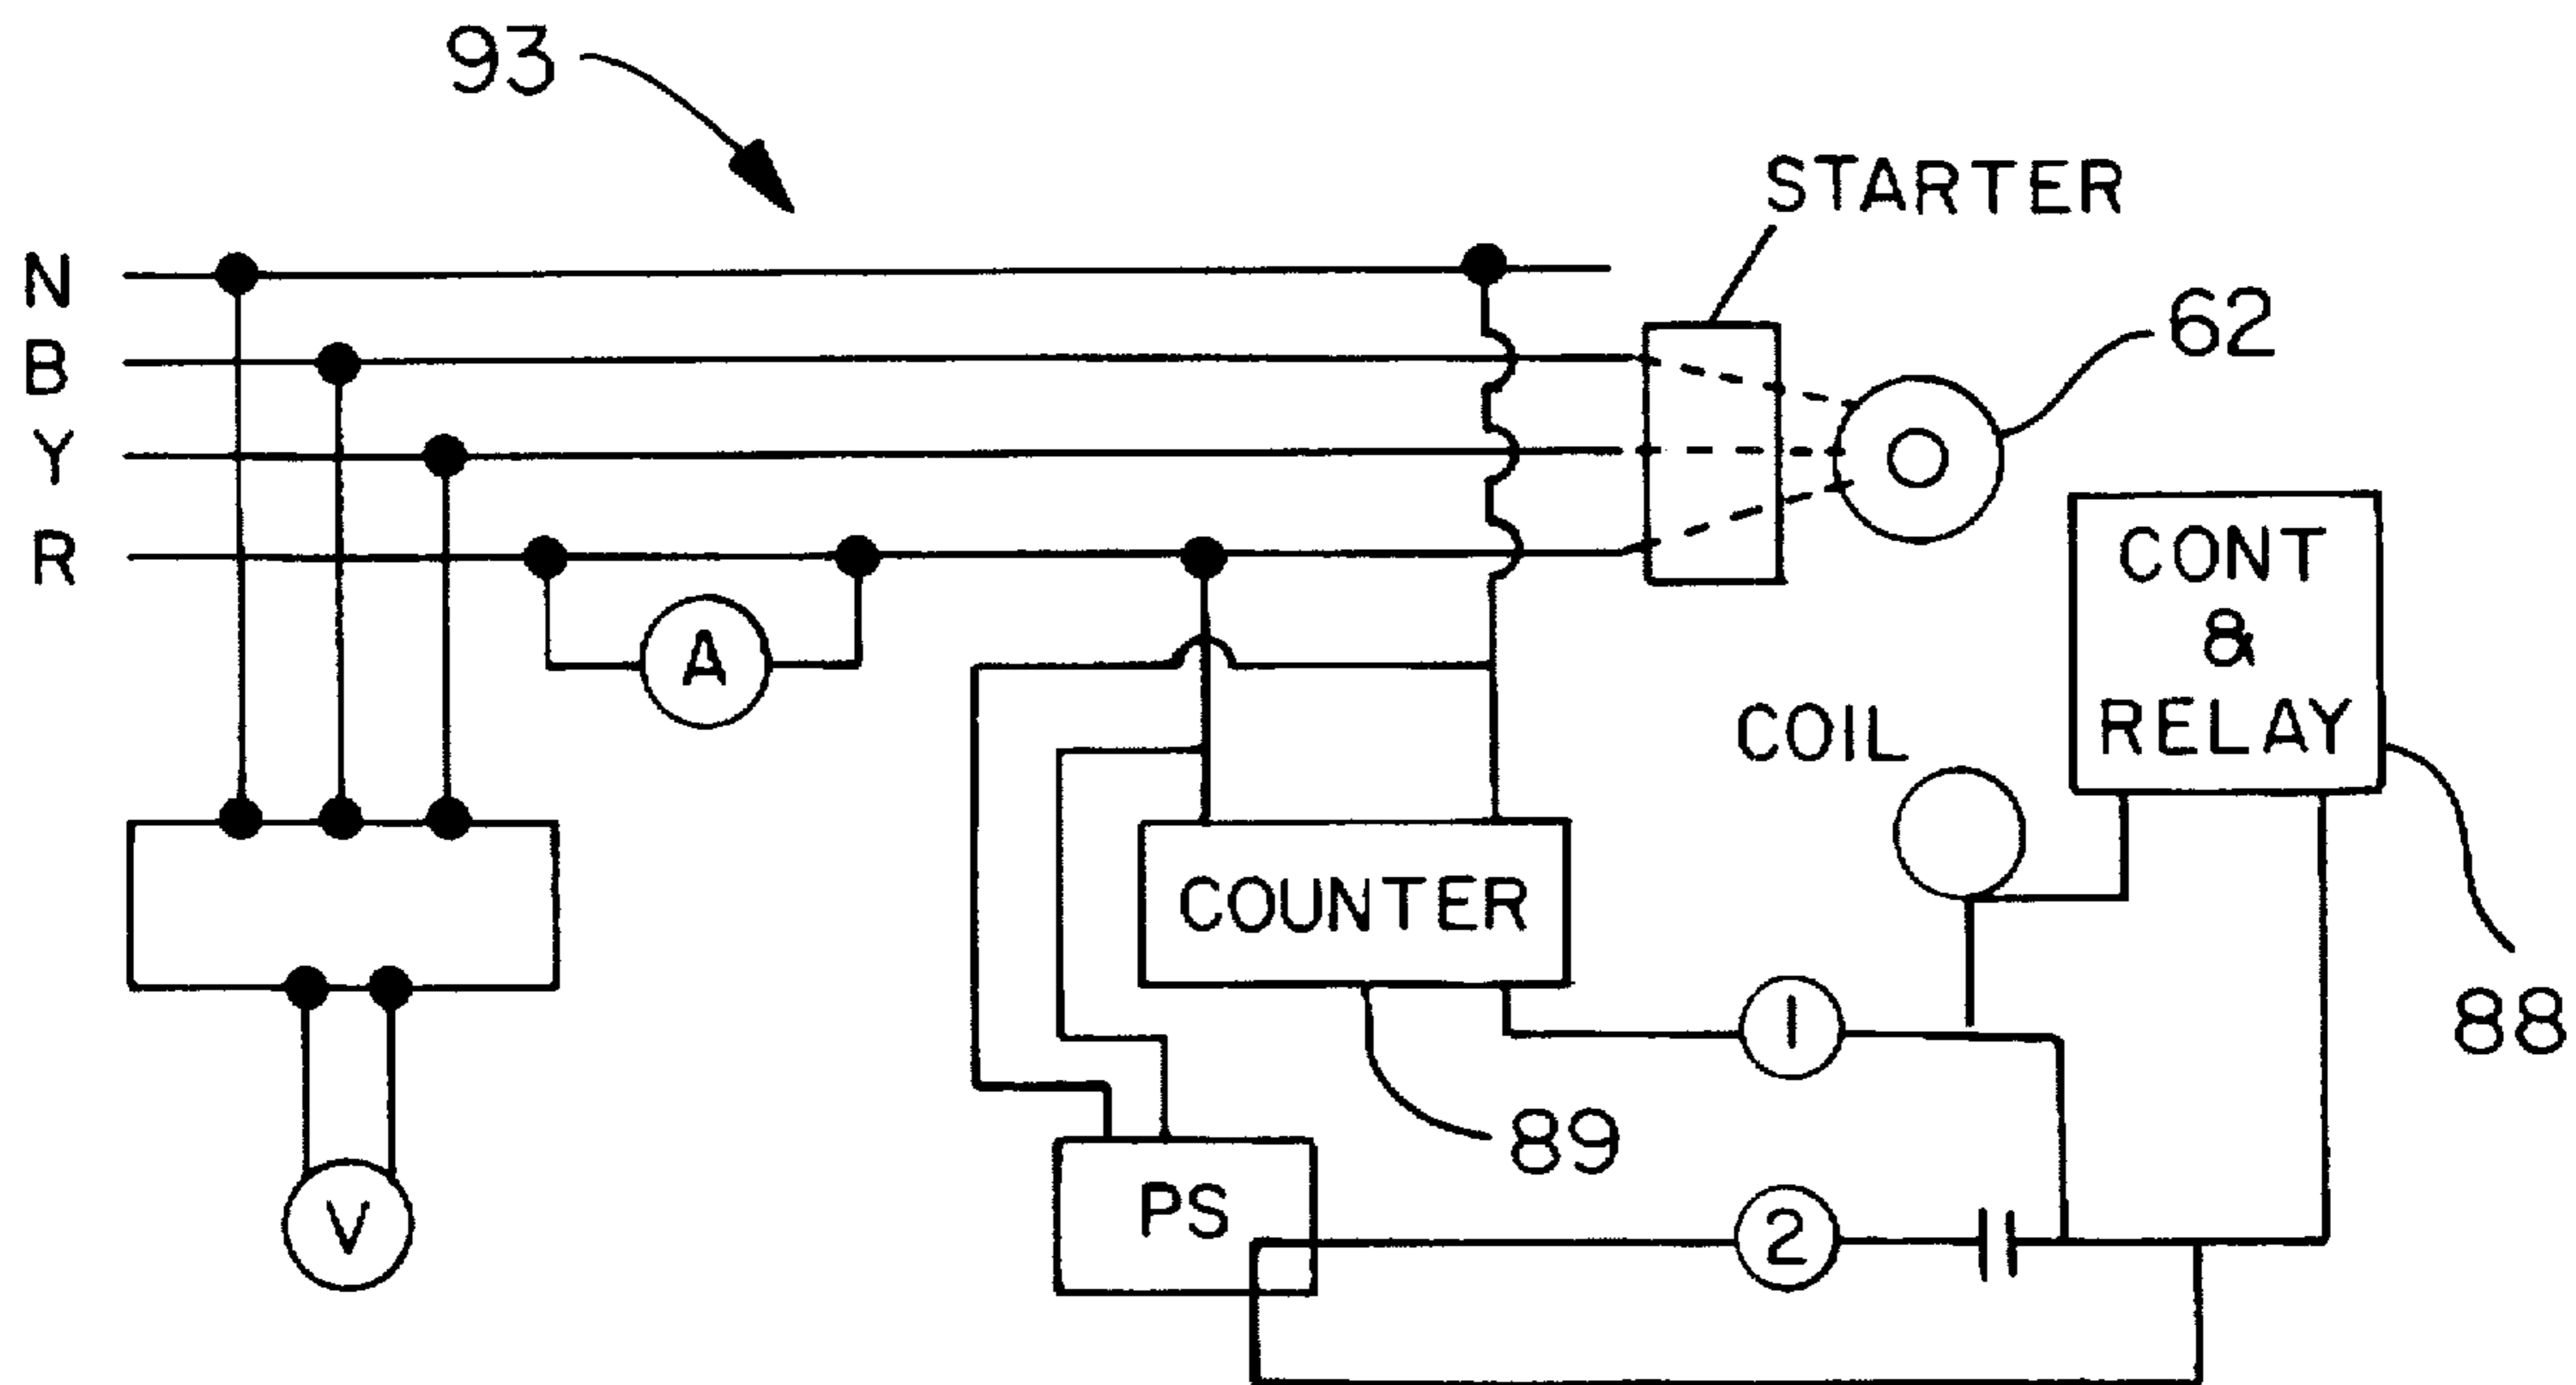 93
STARTER
N
B
Y
R
62
A
CONT
&
RELAY
COIL
COUNTER
88
1
89
PS
2
V